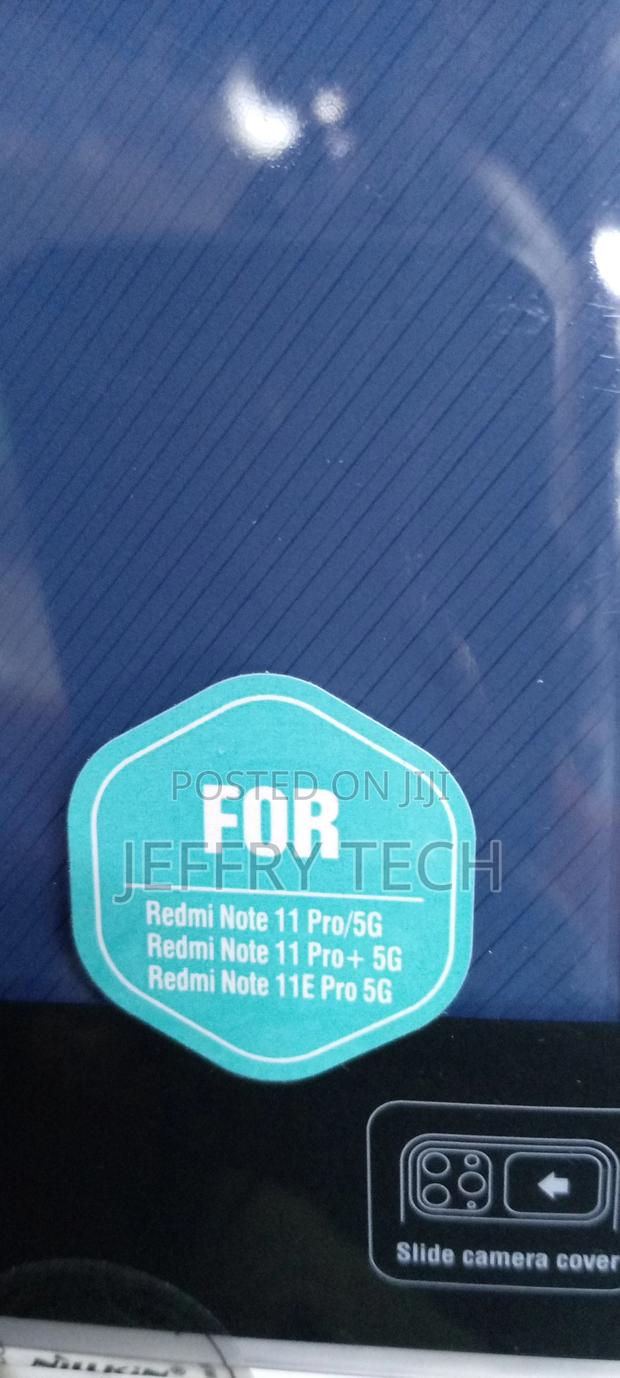 POSTED ON JIJI
FOR
JEFFRY TECH
Redmi Note 11 Pro/5G
Redmi Note 11 Pro+ 5G
Redmi Note 11E Pro 5G
Slide camera cover